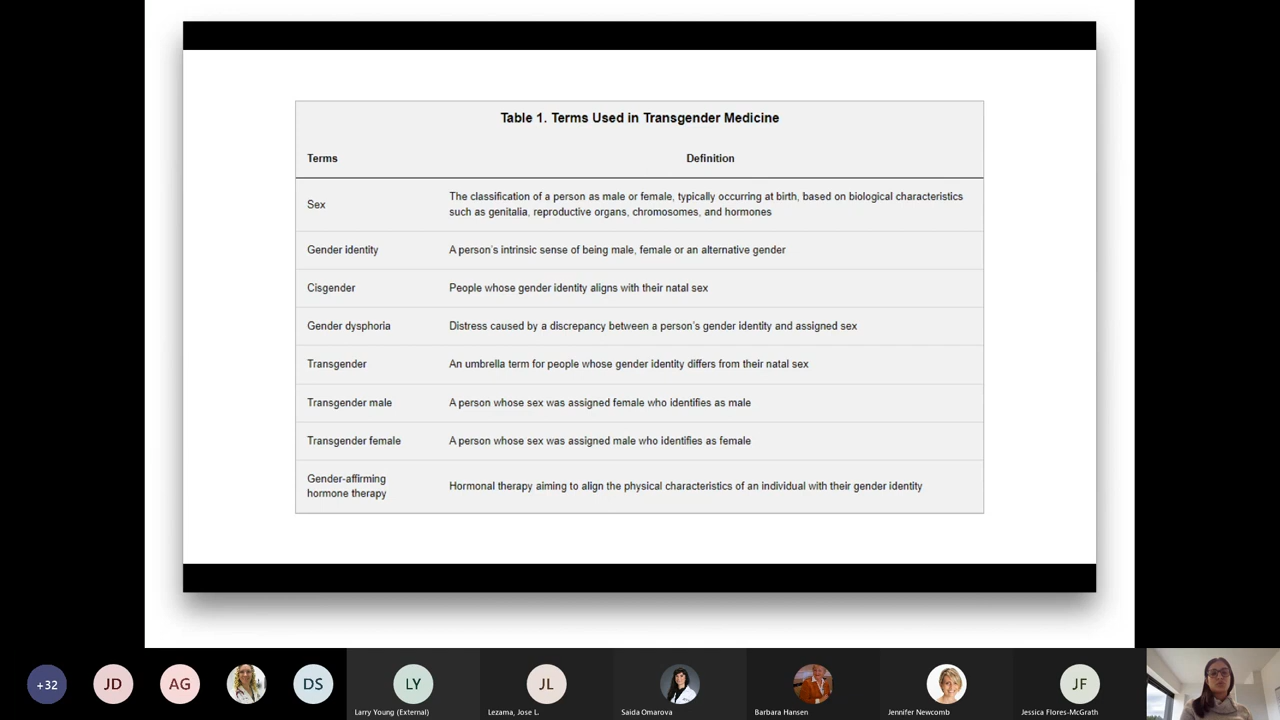 Table 1. Terms Used in Transgender Medicine
Terms Definition
Sex The classification of a person as male or female, typically occurring at birth, based on biological characteristics
such as genitalia, reproductive organs, chromosomes, and hormones
Gender identity A person's intrinsic sense of being male, female or an alternative gender
Cisgender People whose gender identity aligns with their natal sex
Gender dysphoria Distress caused by a discrepancy between a person's gender identity and assigned sex
Transgender An umbrella term for people whose gender identity differs from their natal sex
Transgender male A person whose sex was assigned female who identifies as male
Transgender female A person whose sex was assigned male who identifies as female
Gender-affirming
hormone therapy Hormonal therapy aiming to align the physical characteristics of an individual with their gender identity
+32 JD AG DS LY JL JF
Larry Young (External) Lezama, Jose L. Saida Omarova Barbara Hansen Jennifer Newcomb Jessica Flores-McGrath